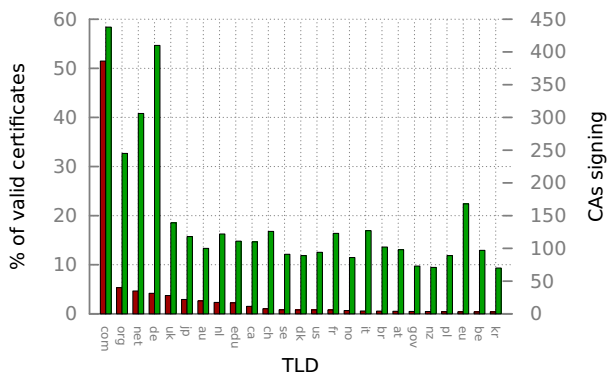 60
50
40
30
20
10
0
% of valid certificates
450
400
350
300
250
200
150
100
50
0
CAs signing
com
org
net
de
uk
jp
au
nl
edu
ca
ch
se
dk
us
fr
no
it
br
at
gov
nz
pl
eu
be
kr
TLD